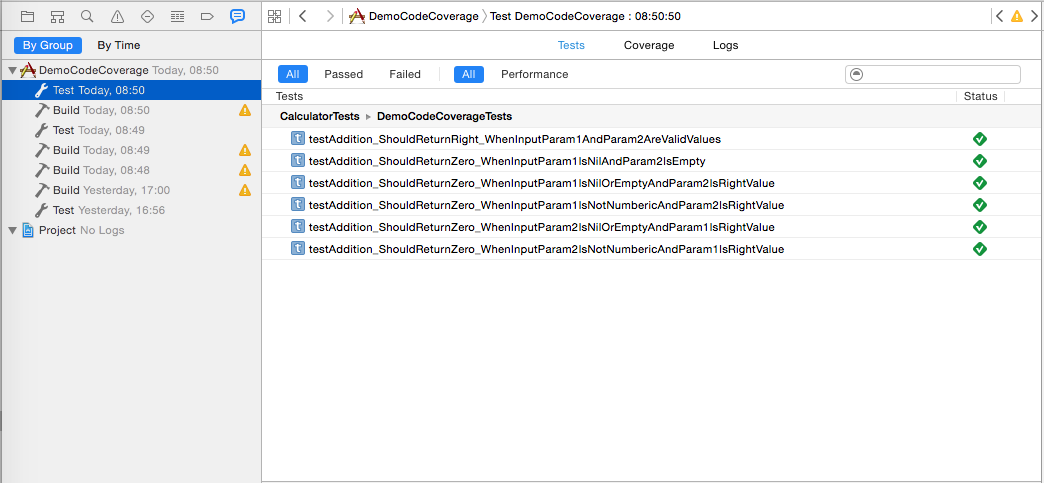 DemoCodeCoverage Test DemoCodeCoverage : 08:50:50
By Group By Time
Tests Coverage Logs
DemoCodeCoverage Today, 08:50
Test Today, 08:50
Build Today, 08:50
Test Today, 08:49
Build Today, 08:49
Build Today, 08:48
Build Yesterday, 17:00
Test Yesterday, 16:56
Project No Logs
All Passed Failed All Performance
Tests Status
CalculatorTests DemoCodeCoverageTests
t testAddition_ShouldReturnRight_WhenInputParam1AndParam2AreValidValues
t testAddition_ShouldReturnZero_WhenInputParam1IsNilAndParam2IsEmpty
t testAddition_ShouldReturnZero_WhenInputParam1IsNilOrEmptyAndParam2IsRightValue
t testAddition_ShouldReturnZero_WhenInputParam1IsNotNumbericAndParam2IsRightValue
t testAddition_ShouldReturnZero_WhenInputParam2IsNilOrEmptyAndParam1IsRightValue
t testAddition_ShouldReturnZero_WhenInputParam2IsNotNumbericAndParam1IsRightValue